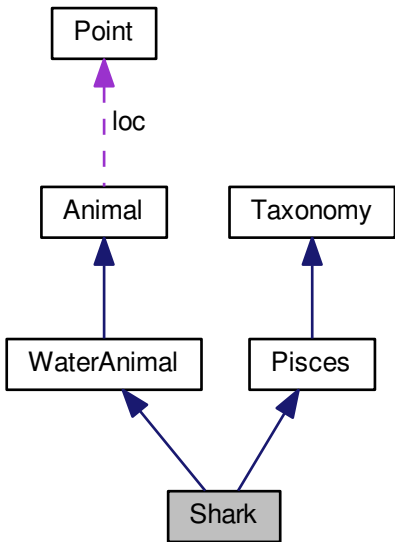 Point
loc
Animal
Taxonomy
WaterAnimal
Pisces
Shark